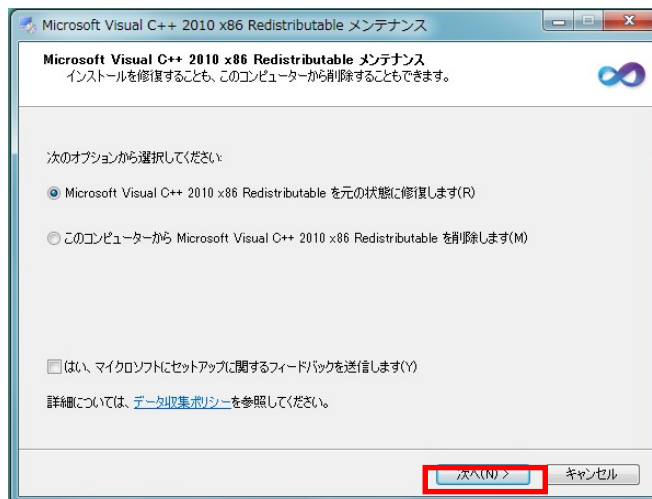 Microsoft Visual C++ 2010 x86 Redistributable メンテナンス
Microsoft Visual C++ 2010 x86 Redistributable メンテナンス
インストールを修復することも、このコンピューターから削除することもできます。
次のオプションから選択してください:
Microsoft Visual C++ 2010 x86 Redistributable を元の状態に修復します(R)
このコンピューターから Microsoft Visual C++ 2010 x86 Redistributable を削除します(M)
はい、マイクロソフトにセットアップに関するフィードバックを送信します(Y)
詳細については、データ収集ポリシーを参照してください。
次へ(N) > キャンセル